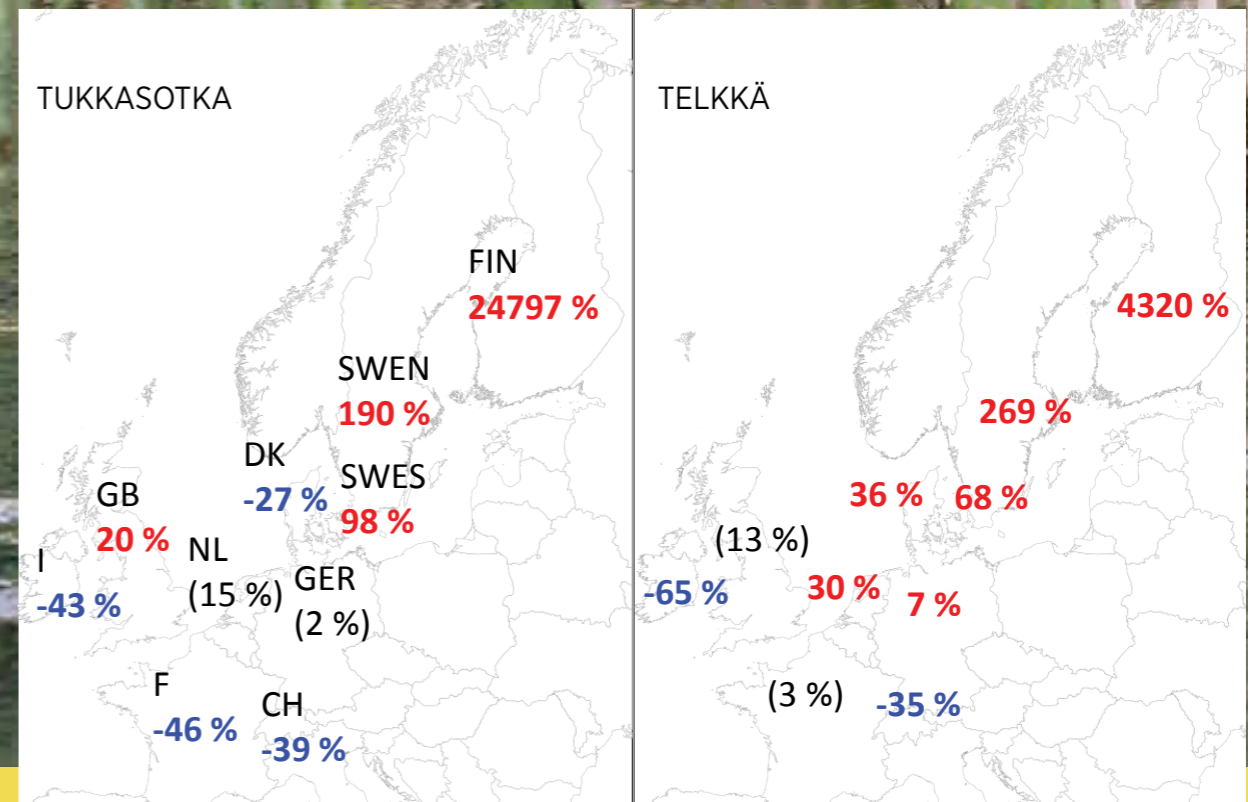 TUKKASOTKA
FIN
24797 %
SWEN
190 %
DK
-27 %
SWES
98 %
GB
20 %
NL
(15 %)
I
-43 %
GER
(2 %)
F
-46 %
CH
-39 %
TELKKÄ
4320 %
269 %
36 %
68 %
(13 %)
-65 %
30 %
7 %
(3 %)
-35 %